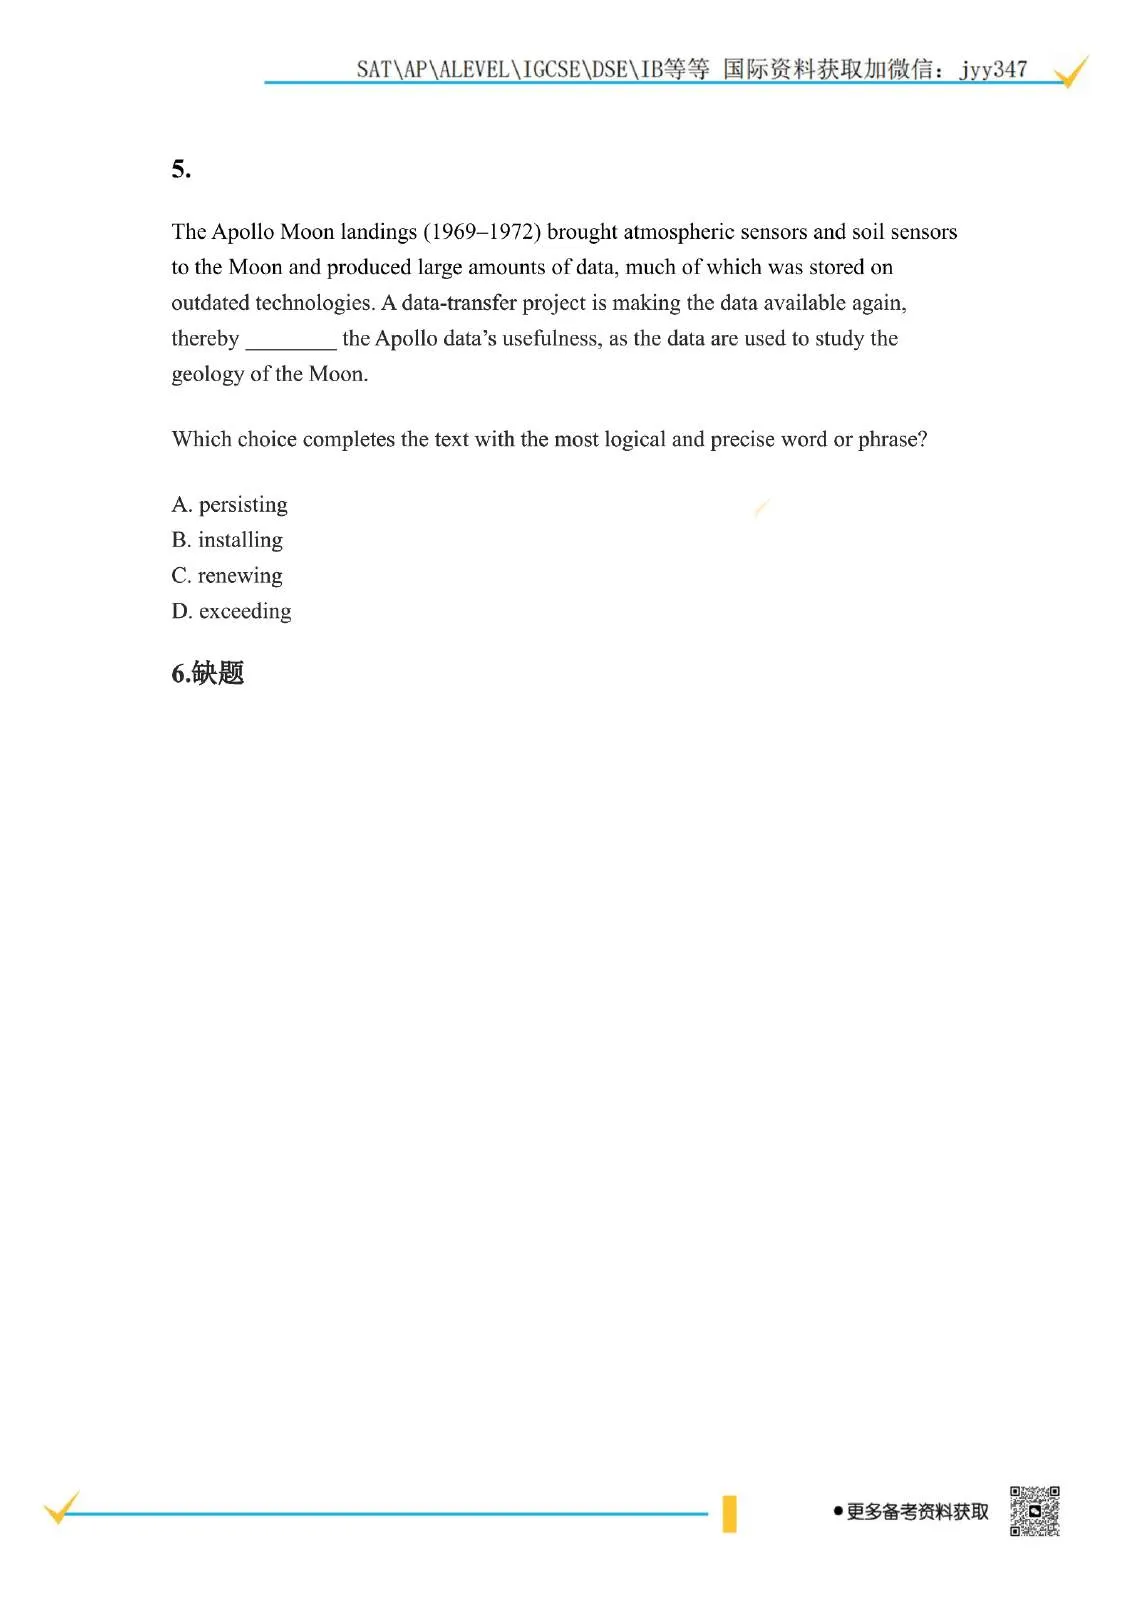 SAT\AP\ALEVEL\IGCSE\DSE\IB等等 国际资料获取加微信：jyy347
5.
The Apollo Moon landings (1969–1972) brought atmospheric sensors and soil sensors
to the Moon and produced large amounts of data, much of which was stored on
outdated technologies. A data-transfer project is making the data available again,
thereby ________ the Apollo data’s usefulness, as the data are used to study the
geology of the Moon.
Which choice completes the text with the most logical and precise word or phrase?
A. persisting
B. installing
C. renewing
D. exceeding
6.缺题
●更多备考资料获取